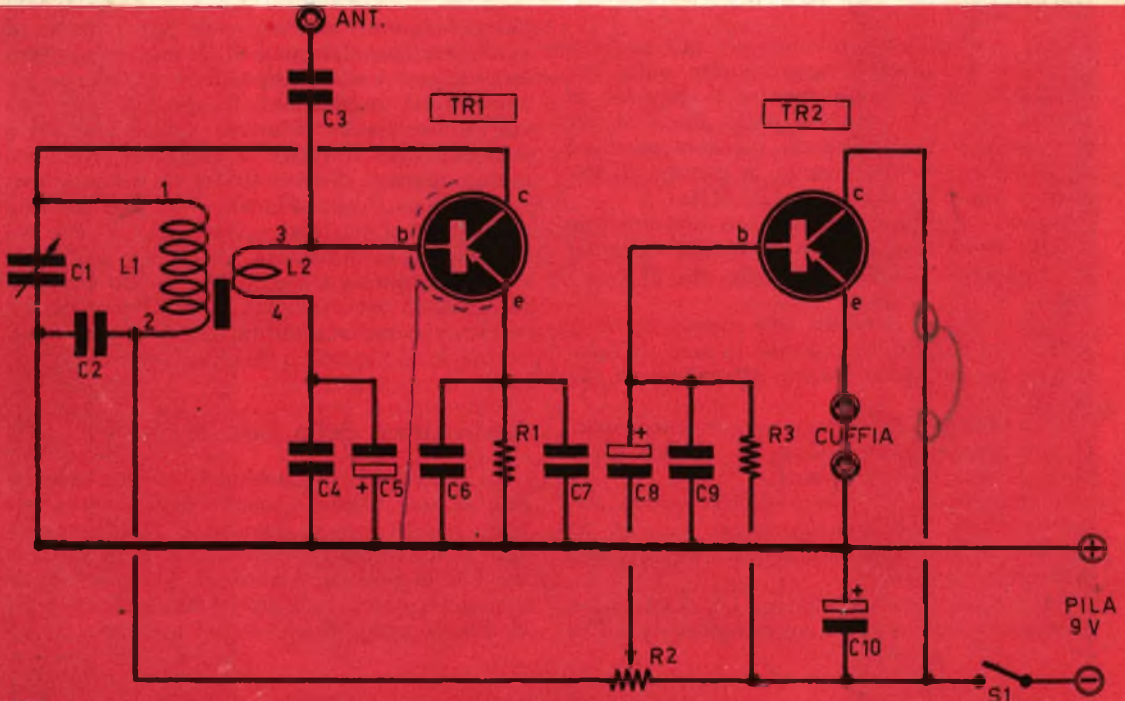 ANT.
C3
TR1
TR2
c
c
1
b
3
b
C1
L1
L2
4
e
e
2
C2
R1
R3
CUFFIA
+
C4
+
C5
C6
C7
C8
C9
+
+
PILA
9V
C10
R2
S1
−